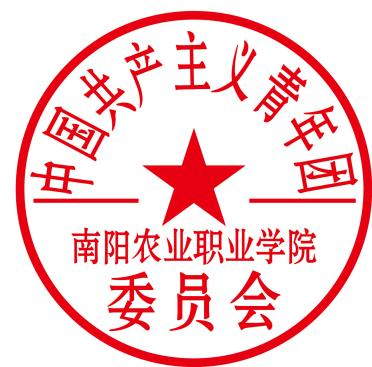 中国共产主义青年团
南阳农业职业学院
委员会